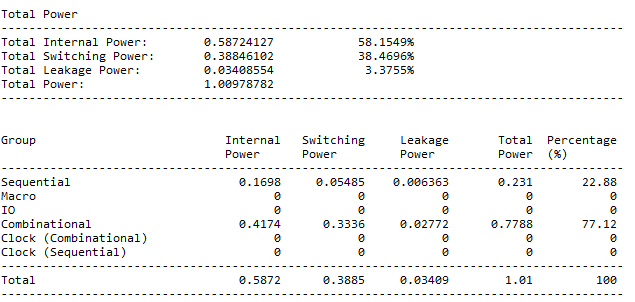 Total Power
-----------------------------------------------------------------------------------------
Total Internal Power:        0.58724127            58.1549%
Total Switching Power:       0.38846102            38.4696%
Total Leakage Power:         0.03408554             3.3755%
Total Power:                 1.00978782
-----------------------------------------------------------------------------------------
Group                           Internal   Switching     Leakage       Total  Percentage
                                Power      Power         Power         Power  (%)
-----------------------------------------------------------------------------------------
Sequential                        0.1698     0.05485    0.006363       0.231       22.88
Macro                                  0           0           0           0           0
IO                                     0           0           0           0           0
Combinational                     0.4174      0.3336     0.02772      0.7788       77.12
Clock (Combinational)                  0           0           0           0           0
Clock (Sequential)                     0           0           0           0           0
-----------------------------------------------------------------------------------------
Total                             0.5872      0.3885     0.03409        1.01         100
-----------------------------------------------------------------------------------------